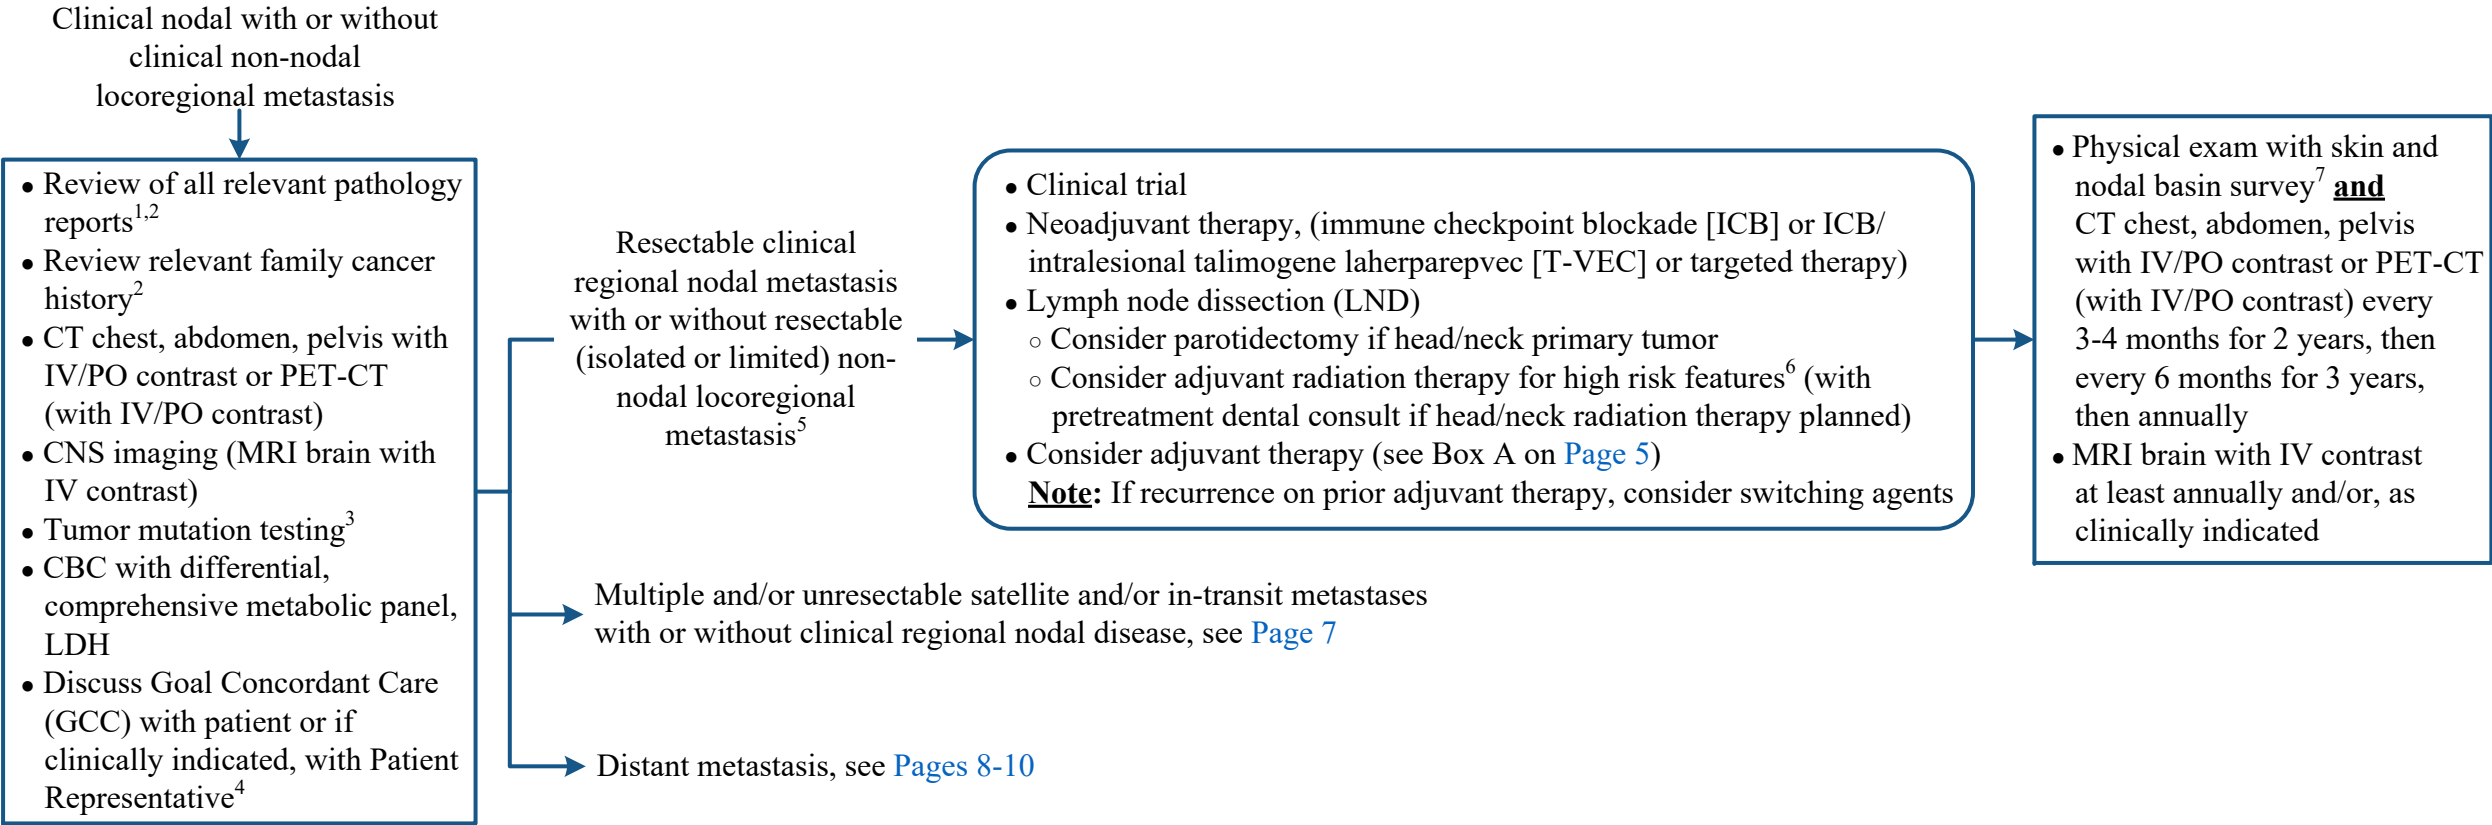 Clinical nodal with or without
clinical non-nodal
locoregional metastasis
• Review of all relevant pathology
reports1,2
• Review relevant family cancer
history2
• CT chest, abdomen, pelvis with
IV/PO contrast or PET-CT
(with IV/PO contrast)
• CNS imaging (MRI brain with
IV contrast)
• Tumor mutation testing3
• CBC with differential,
comprehensive metabolic panel,
LDH
• Discuss Goal Concordant Care
(GCC) with patient or if
clinically indicated, with Patient
Representative4
Resectable clinical
regional nodal metastasis
with or without resectable
(isolated or limited) non-
nodal locoregional
metastasis5
• Clinical trial
• Neoadjuvant therapy, (immune checkpoint blockade [ICB] or ICB/
intralesional talimogene laherparepvec [T-VEC] or targeted therapy)
• Lymph node dissection (LND)
○ Consider parotidectomy if head/neck primary tumor
○ Consider adjuvant radiation therapy for high risk features6 (with
pretreatment dental consult if head/neck radiation therapy planned)
• Consider adjuvant therapy (see Box A on Page 5)
Note: If recurrence on prior adjuvant therapy, consider switching agents
• Physical exam with skin and
nodal basin survey7 and
CT chest, abdomen, pelvis
with IV/PO contrast or PET-CT
(with IV/PO contrast) every
3-4 months for 2 years, then
every 6 months for 3 years,
then annually
• MRI brain with IV contrast
at least annually and/or, as
clinically indicated
Multiple and/or unresectable satellite and/or in-transit metastases
with or without clinical regional nodal disease, see Page 7
Distant metastasis, see Pages 8-10